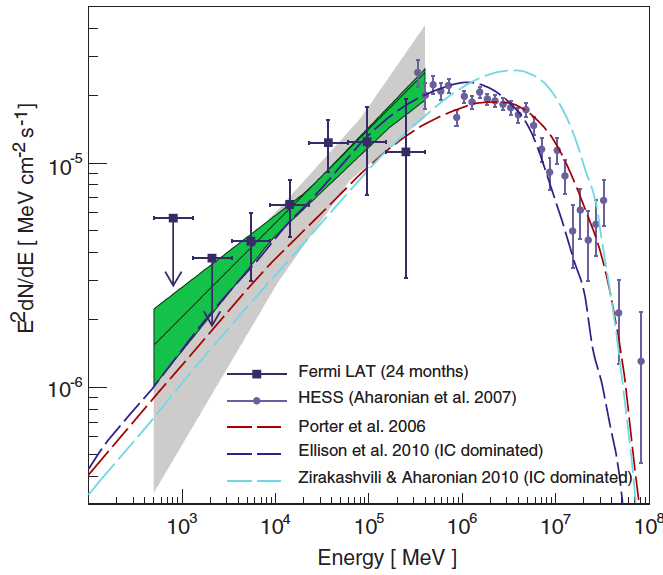 E²dN/dE [ MeV cm⁻² s⁻¹]
10⁻⁵
10⁻⁶
Fermi LAT (24 months)
HESS (Aharonian et al. 2007)
Porter et al. 2006
Ellison et al. 2010 (IC dominated)
Zirakashvili & Aharonian 2010 (IC dominated)
10³ 10⁴ 10⁵ 10⁶ 10⁷ 10⁸
Energy [ MeV ]